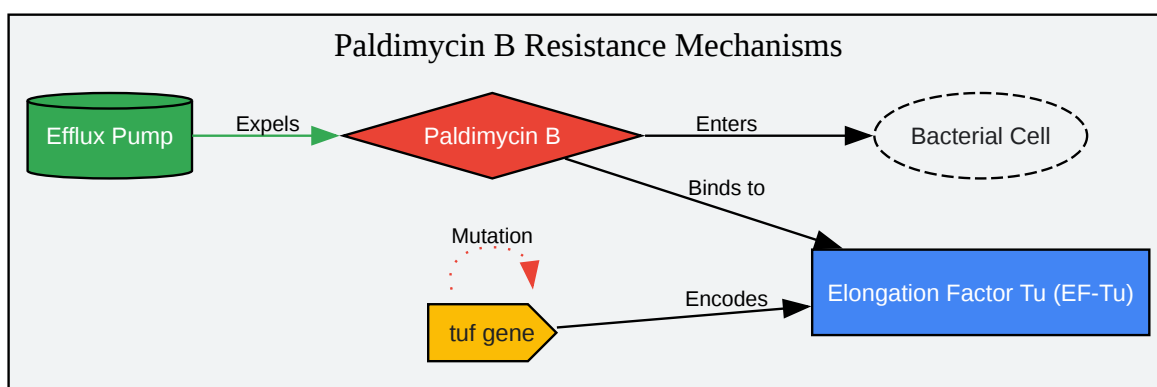 Paldimycin B Resistance Mechanisms
Efflux Pump
Expels
Paldimycin B
Enters
Bacterial Cell
Binds to
Mutation
tuf gene
Encodes
Elongation Factor Tu (EF-Tu)